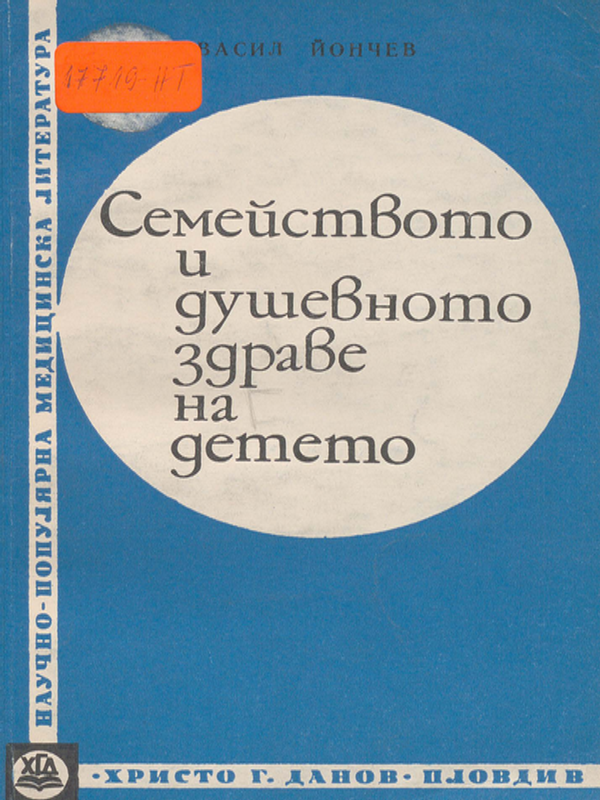 ВАСИЛ ЙОНЧЕВ
17719-НТ
Семейството
и
душевното
здраве
на
детето
НАУЧНО-ПОПУЛЯРНА МЕДИЦИНСКА ЛИТЕРАТУРА
ХГД
·ХРИСТО Г. ДАНОВ·ПЛОВДИВ